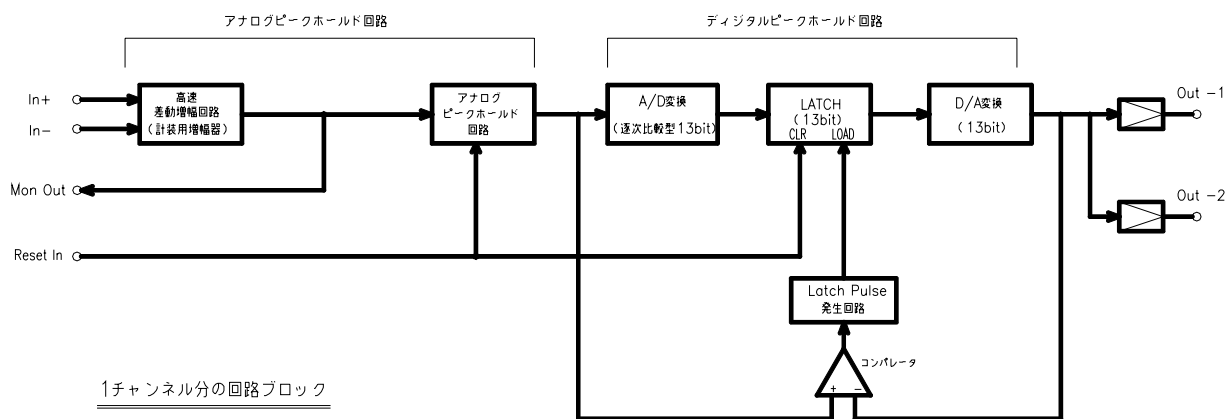 アナログピークホールド回路
ディジタルピークホールド回路
In+
In-
高速
差動増幅回路
(計装用増幅器)
アナログ
ピークホールド
回路
A/D変換
(逐次比較型13bit)
LATCH
(13bit)
CLR LOAD
D/A変換
(13bit)
Out -1
Mon Out
Out -2
Reset In
Latch Pulse
発生回路
コンパレータ
+ -
1チャンネル分の回路ブロック